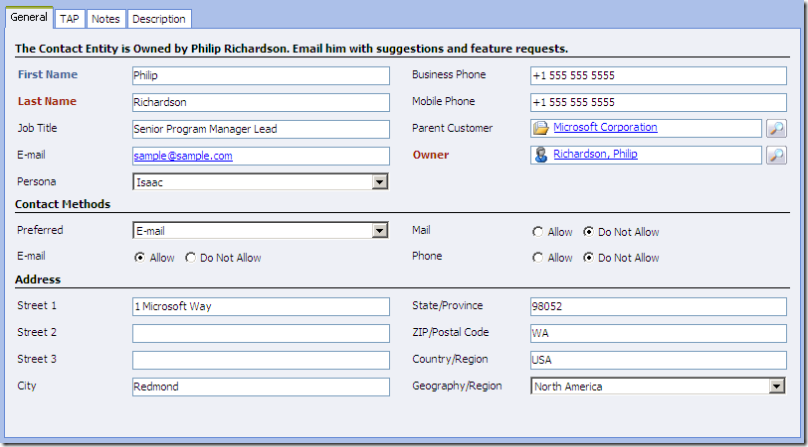 General TAP Notes Description
The Contact Entity is Owned by Philip Richardson. Email him with suggestions and feature requests.
First Name Philip Business Phone +1 555 555 5555
Last Name Richardson Mobile Phone +1 555 555 5555
Job Title Senior Program Manager Lead Parent Customer Microsoft Corporation
E-mail sample@sample.com Owner Richardson, Philip
Persona Isaac
Contact Methods
Preferred E-mail Mail Allow Do Not Allow
E-mail Allow Do Not Allow Phone Allow Do Not Allow
Address
Street 1 1 Microsoft Way State/Province 98052
Street 2 ZIP/Postal Code WA
Street 3 Country/Region USA
City Redmond Geography/Region North America